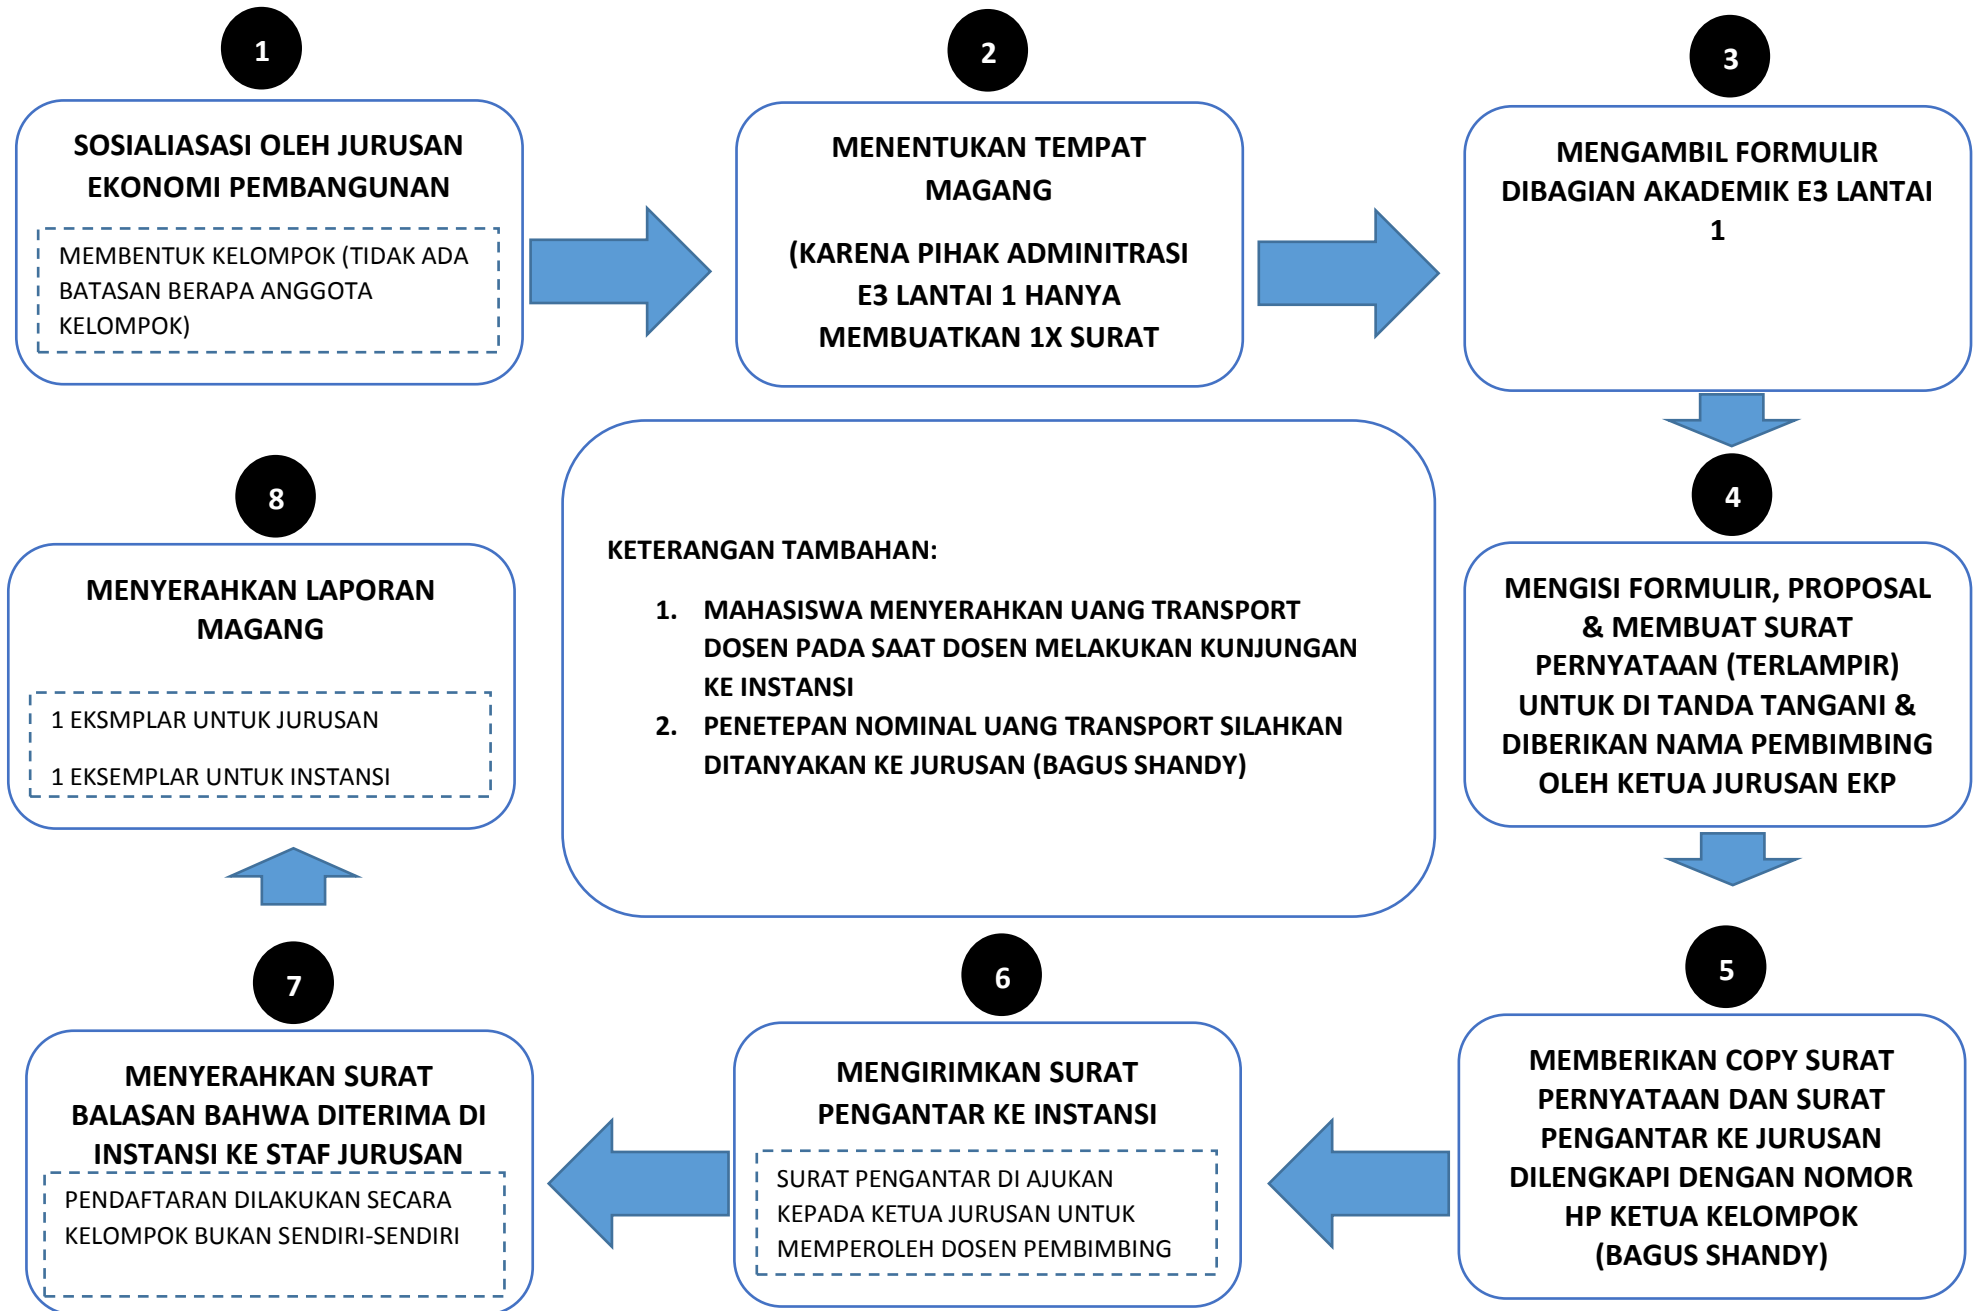 1
SOSIALIASASI OLEH JURUSAN
EKONOMI PEMBANGUNAN
MEMBENTUK KELOMPOK (TIDAK ADA
BATASAN BERAPA ANGGOTA
KELOMPOK)
2
MENENTUKAN TEMPAT
MAGANG
(KARENA PIHAK ADMINITRASI
E3 LANTAI 1 HANYA
MEMBUATKAN 1X SURAT
3
MENGAMBIL FORMULIR
DIBAGIAN AKADEMIK E3 LANTAI
1
4
MENGISI FORMULIR, PROPOSAL
& MEMBUAT SURAT
PERNYATAAN (TERLAMPIR)
UNTUK DI TANDA TANGANI &
DIBERIKAN NAMA PEMBIMBING
OLEH KETUA JURUSAN EKP
5
MEMBERIKAN COPY SURAT
PERNYATAAN DAN SURAT
PENGANTAR KE JURUSAN
DILENGKAPI DENGAN NOMOR
HP KETUA KELOMPOK
(BAGUS SHANDY)
6
MENGIRIMKAN SURAT
PENGANTAR KE INSTANSI
SURAT PENGANTAR DI AJUKAN
KEPADA KETUA JURUSAN UNTUK
MEMPEROLEH DOSEN PEMBIMBING
7
MENYERAHKAN SURAT
BALASAN BAHWA DITERIMA DI
INSTANSI KE STAF JURUSAN
PENDAFTARAN DILAKUKAN SECARA
KELOMPOK BUKAN SENDIRI-SENDIRI
8
MENYERAHKAN LAPORAN
MAGANG
1 EKSMPLAR UNTUK JURUSAN
1 EKSEMPLAR UNTUK INSTANSI
KETERANGAN TAMBAHAN:
1. MAHASISWA MENYERAHKAN UANG TRANSPORT
DOSEN PADA SAAT DOSEN MELAKUKAN KUNJUNGAN
KE INSTANSI
2. PENETEPAN NOMINAL UANG TRANSPORT SILAHKAN
DITANYAKAN KE JURUSAN (BAGUS SHANDY)